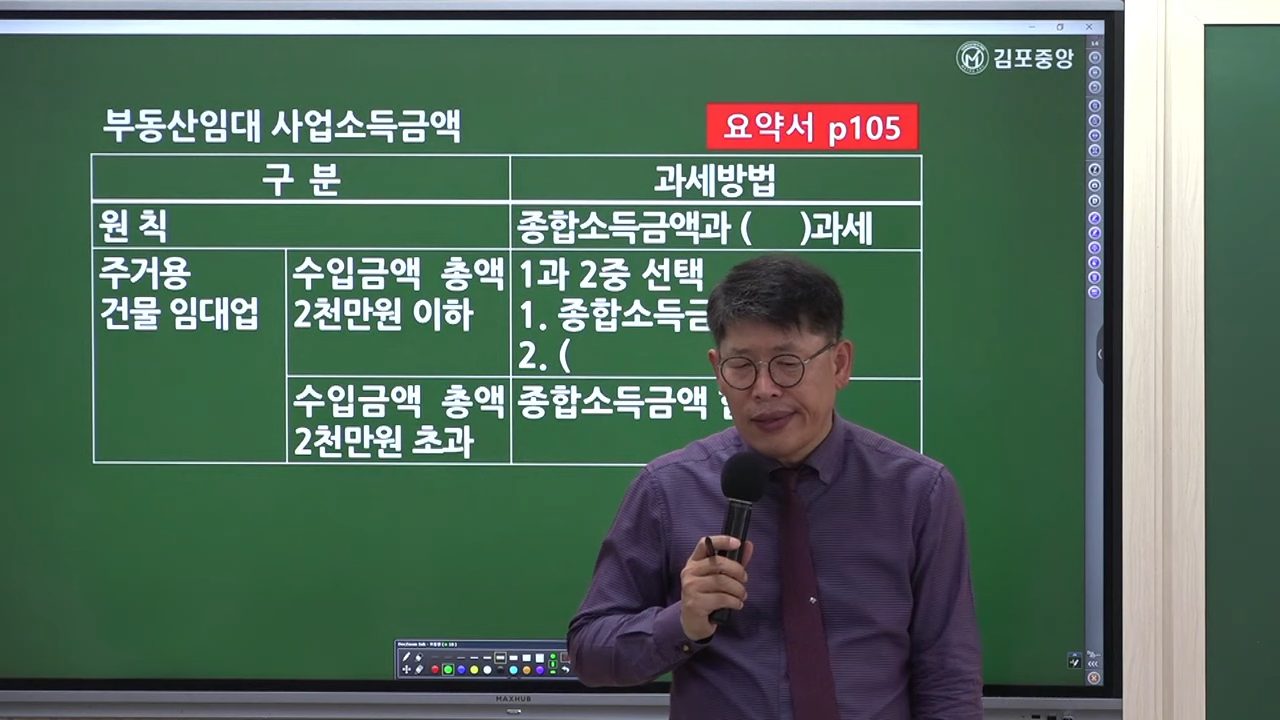 김포중앙
부동산임대 사업소득금액
요약서 p105
구 분
과세방법
원 칙
종합소득금액과 ( )과세
주거용
건물 임대업
수입금액 총액
2천만원 이하
1과 2중 선택
1. 종합소득금
2. (
수입금액 총액
2천만원 초과
종합소득금액
MAXHUB